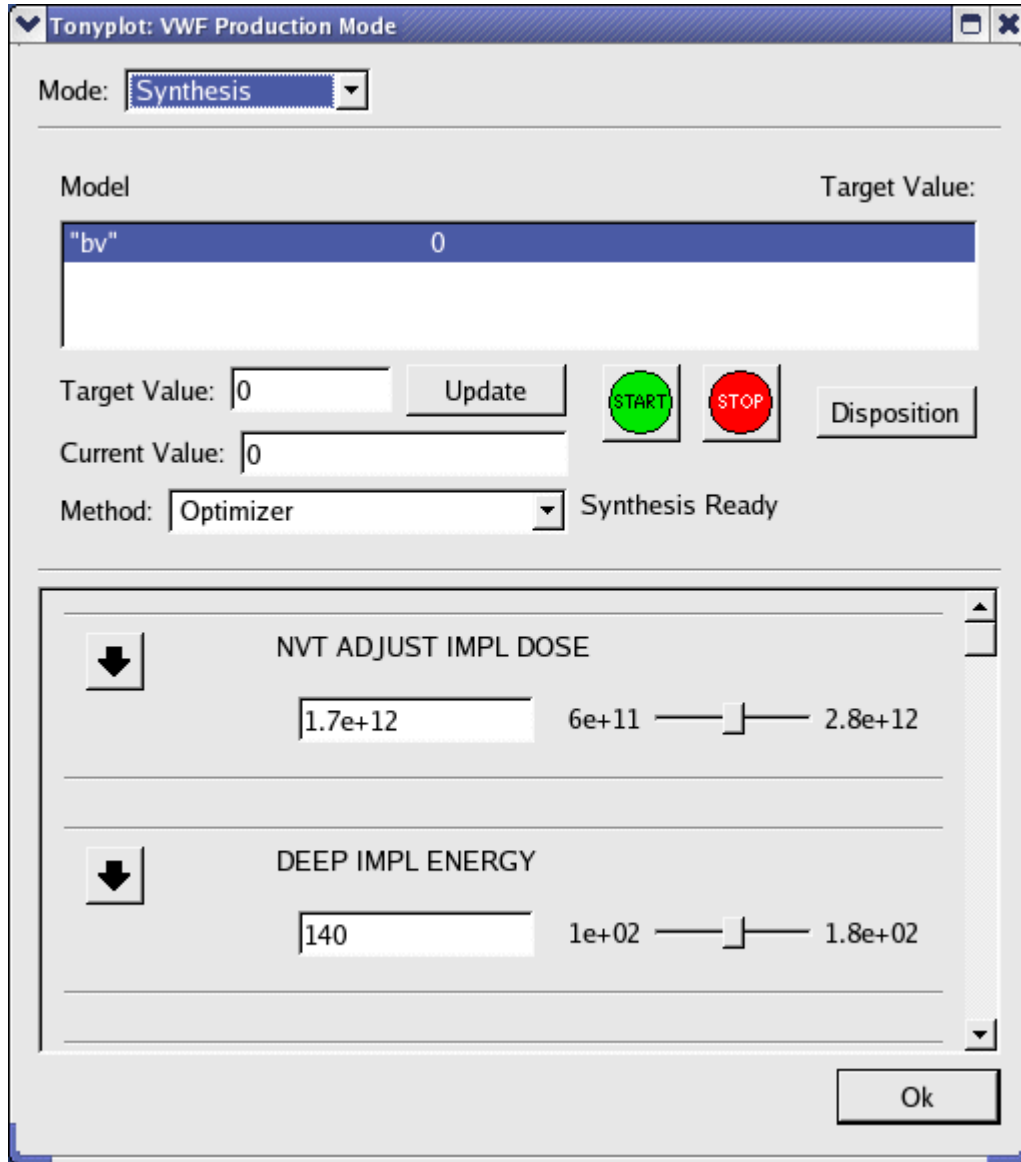 Tonyplot: VWF Production Mode
Mode: Synthesis
Model Target Value:
"bv" 0
Target Value: 0 Update START STOP Disposition
Current Value: 0
Method: Optimizer Synthesis Ready
NVT ADJUST IMPL DOSE
1.7e+12 6e+11 2.8e+12
DEEP IMPL ENERGY
140 1e+02 1.8e+02
Ok